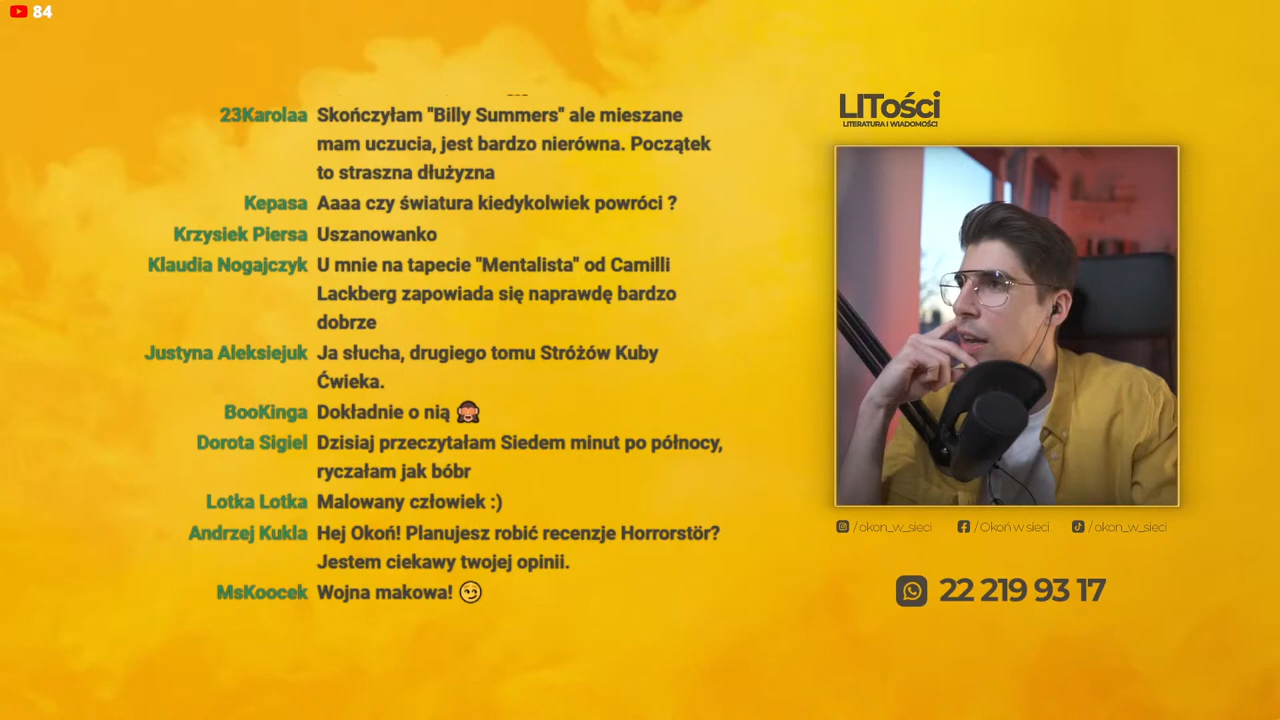 84
23Karolaa Skończyłam "Billy Summers" ale mieszane
mam uczucia, jest bardzo nierówna. Początek
to straszna dłużyzna
Kepasa Aaaa czy światura kiedykolwiek powróci ?
Krzysiek Piersa Uszanowanko
Klaudia Nogajczyk U mnie na tapecie "Mentalista" od Camilli
Lackberg zapowiada się naprawdę bardzo
dobrze
Justyna Aleksiejuk Ja słucha, drugiego tomu Stróżów Kuby
Ćwieka.
BooKinga Dokładnie o nią 🙈
Dorota Sigiel Dzisiaj przeczytałam Siedem minut po północy,
ryczałam jak bóbr
Lotka Lotka Malowany człowiek :)
Andrzej Kukla Hej Okoń! Planujesz robić recenzje Horrorstör?
Jestem ciekawy twojej opinii.
MsKoocek Wojna makowa! 😏
LITości
LITERATURA I WIADOMOŚCI
/ okon_w_sieci / Okoń w sieci / okon_w_sieci
22 219 93 17